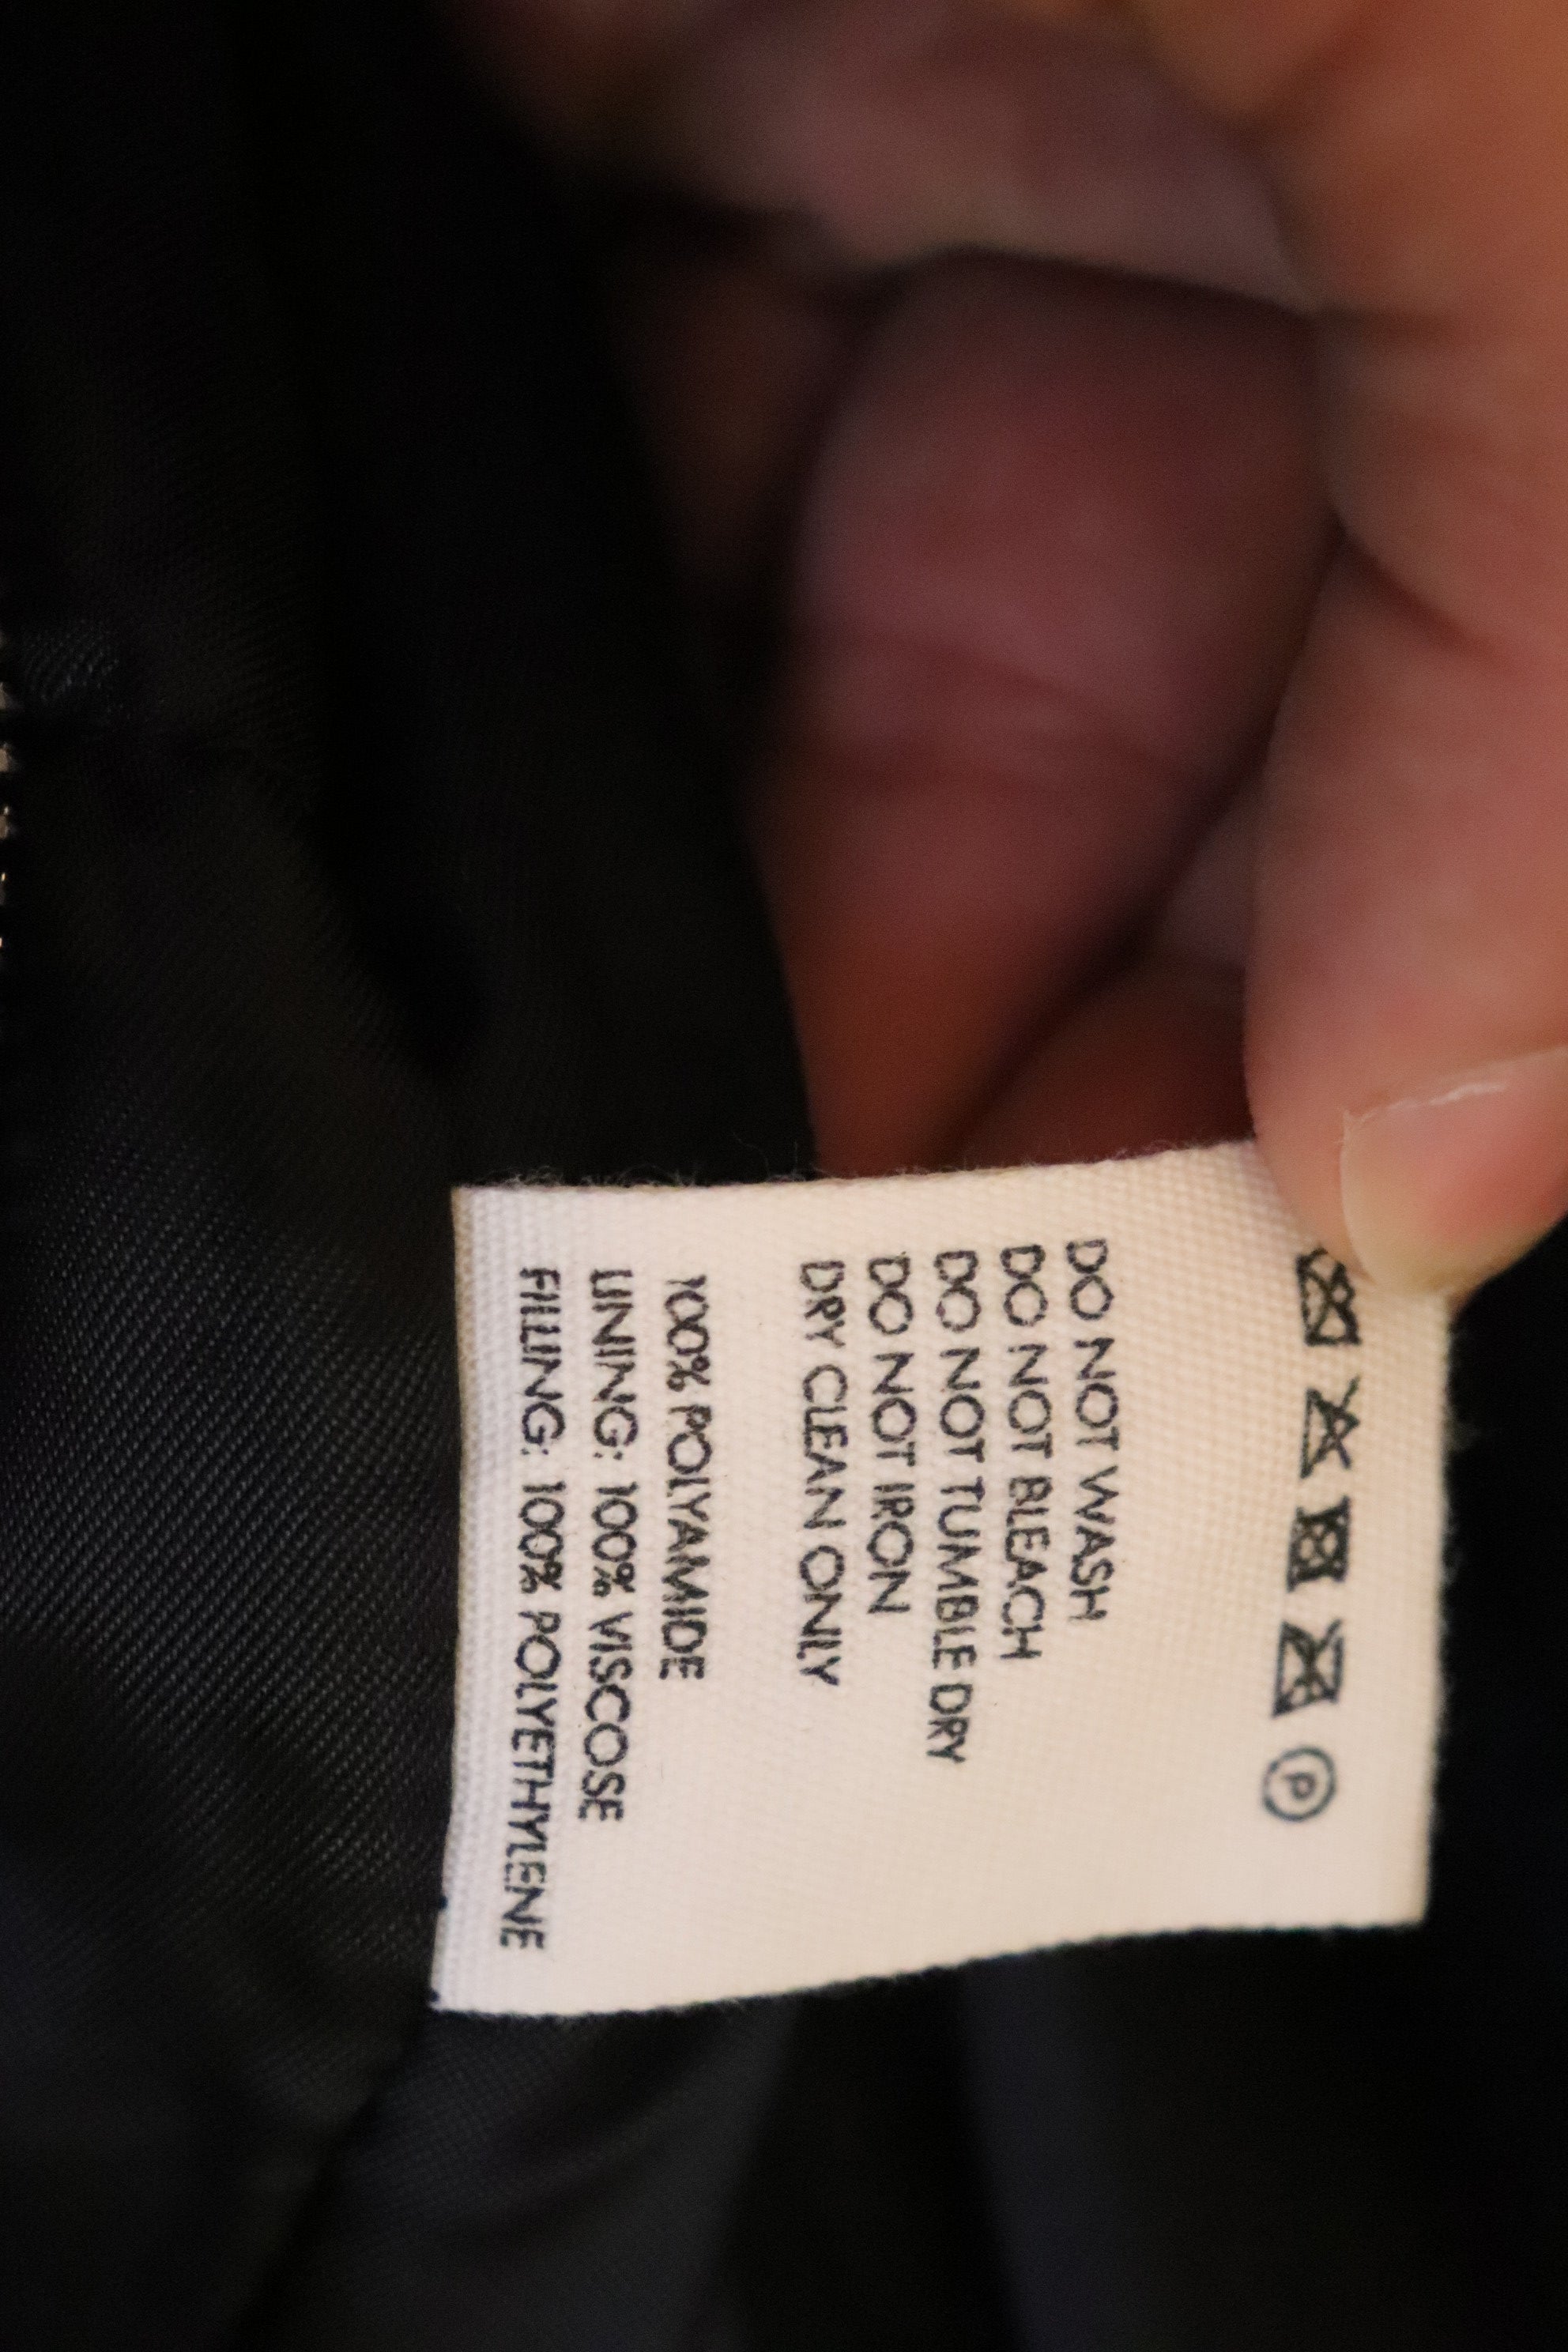 P
DO NOT WASH
DO NOT BLEACH
DO NOT TUMBLE DRY
DO NOT IRON
DRY CLEAN ONLY
100% POLYAMIDE
LINING: 100% VISCOSE
FILLING: 100% POLYETHYLENE